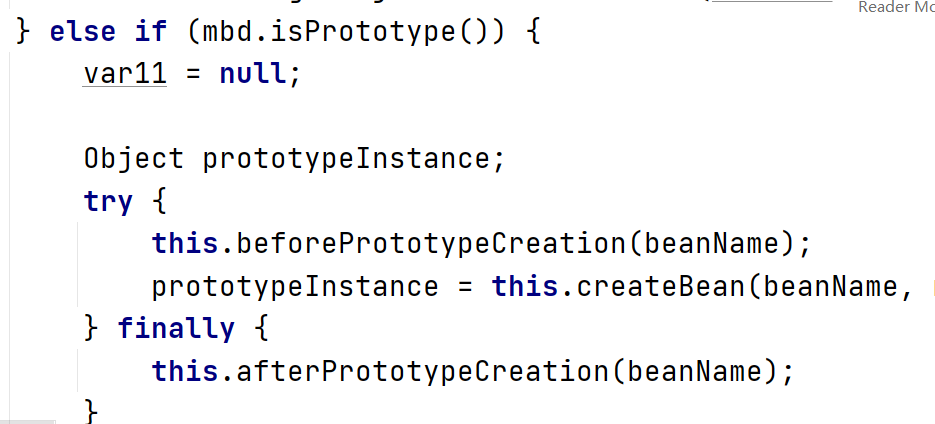 Reader Mo
} else if (mbd.isPrototype()) {
var11 = null;
Object prototypeInstance;
try {
this.beforePrototypeCreation(beanName);
prototypeInstance = this.createBean(beanName,
} finally {
this.afterPrototypeCreation(beanName);
}